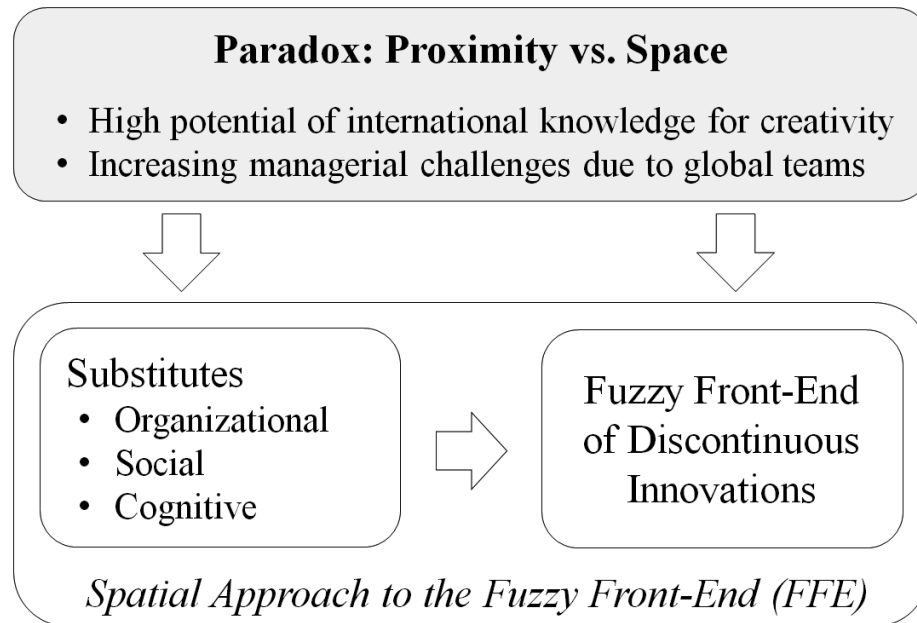 Paradox: Proximity vs. Space
• High potential of international knowledge for creativity
• Increasing managerial challenges due to global teams
Substitutes
• Organizational
• Social
• Cognitive
Fuzzy Front-End
of Discontinuous
Innovations
Spatial Approach to the Fuzzy Front-End (FFE)